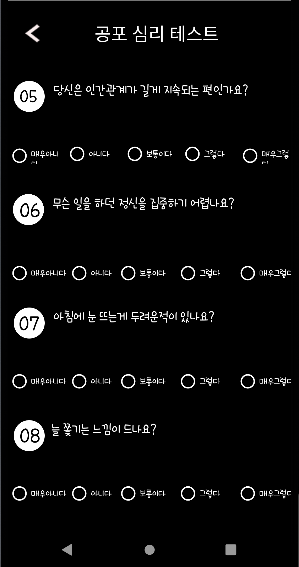 공포 심리 테스트
05 당신은 인간관계가 길게 지속되는 편인가요?
매우아니 아니다 보통이다 그렇다 매우그렇
06 무슨 일을 하던 정신을 집중하기 어렵나요?
매우아니다 아니다 보통이다 그렇다 매우그렇다
07 아침에 눈 뜨는게 두려운적이 있나요?
매우아니다 아니다 보통이다 그렇다 매우그렇다
08 늘 쫓기는 느낌이 드나요?
매우아니다 아니다 보통이다 그렇다 매우그렇다